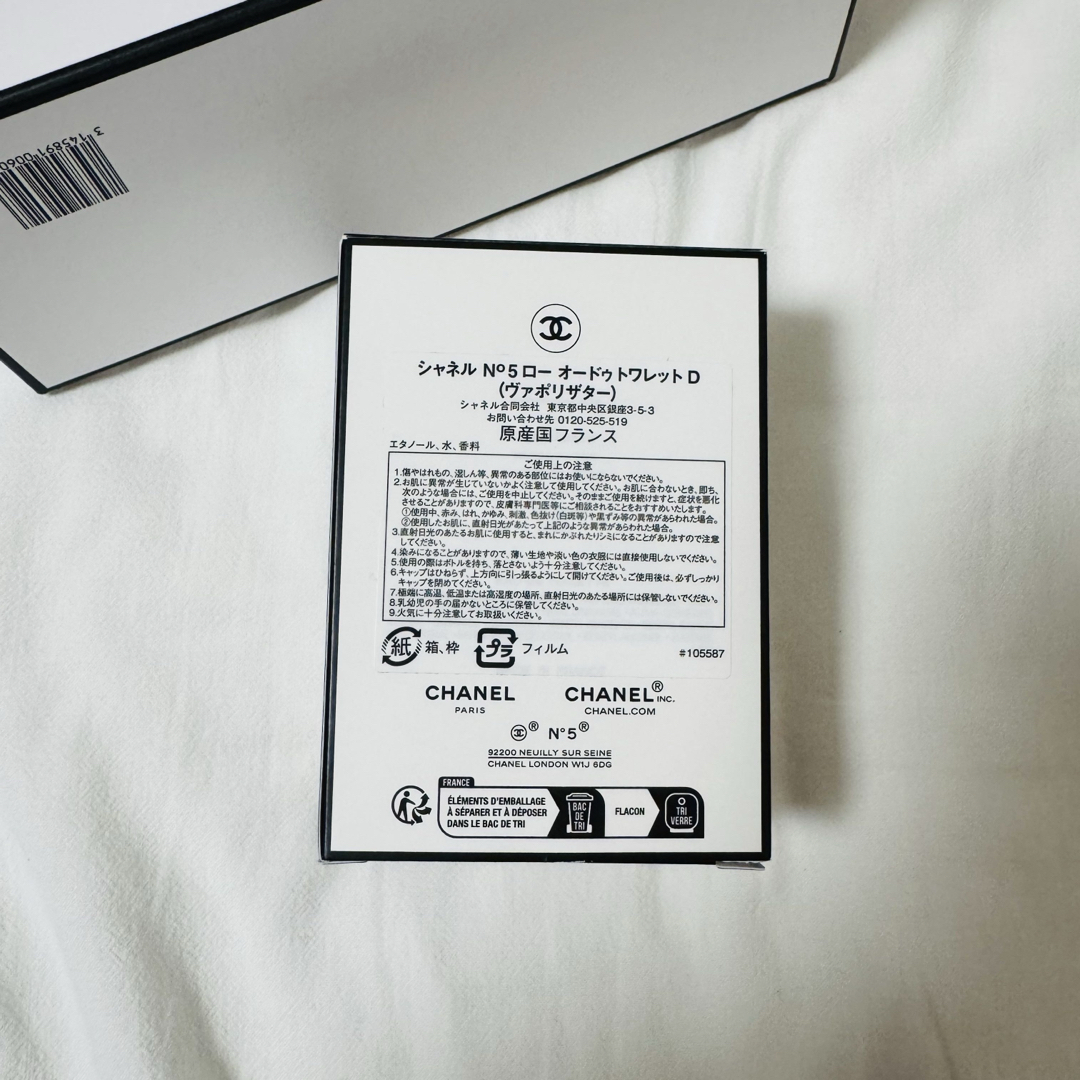 3 145891 0060
シャネル Nº5 ロー オードゥ トワレット D
(ヴァポリザター)
シャネル合同会社 東京都中央区銀座3-5-3
お問い合わせ先 0120-525-519
原産国フランス
エタノール、水、香料
ご使用上の注意
1.傷やはれもの、湿しん等、異常のある部位にはお使いにならないでください。
2.お肌に異常が生じていないかよく注意して使用してください。お肌に合わないとき、即ち、
次のような場合には、ご使用を中止してください。そのままご使用を続けますと、症状を悪化
させることがありますので、皮膚科専門医等にご相談されることをおすすめいたします。
①使用中、赤み、はれ、かゆみ、刺激、色抜け(白斑等)や黒ずみ等の異常があらわれた場合。
②使用したお肌に、直射日光があたって上記のような異常があらわれた場合。
3.直射日光のあたるお肌に使用すると、まれにかぶれたりシミになることがありますので注意
してください。
4.染みになることがありますので、薄い生地や淡い色の衣服には直接使用しないでください。
5.使用の際はボトルを持ち、落とさないよう十分注意してください。
6.キャップはひねらず、上方向に引っ張るようにして開けてください。ご使用後は、必ずしっかり
キャップを閉めてください。
7.極端に高温、低温または高湿度の場所、直射日光のあたる場所には保管しないでください。
8.乳幼児の手の届かないところに保管してください。
9.火気に十分注意してお取扱いください。
紙 箱、枠 プラ フィルム #105587
CHANEL CHANEL® INC.
PARIS CHANEL.COM
® N°5®
92200 NEUILLY SUR SEINE
CHANEL LONDON W1J 6DG
FRANCE
ÉLÉMENTS D'EMBALLAGE
À SÉPARER ET À DÉPOSER
DANS LE BAC DE TRI
BAC
DE
TRI
FLACON
TRI
VERRE